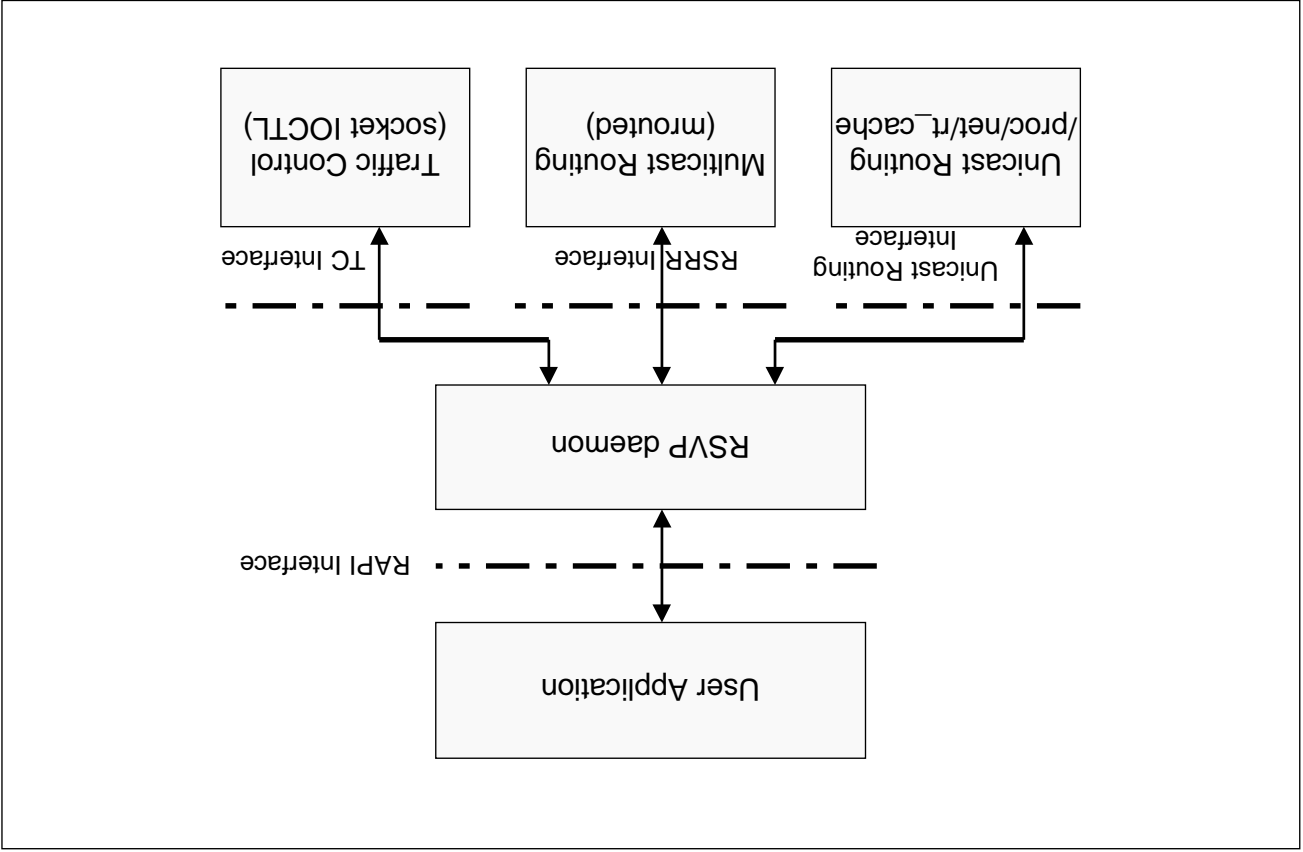 User Application
RAPI Interface
RSVP daemon
Unicast Routing
Interface
RSRR Interface
TC Interface
Unicast Routing
/proc/net/rt_cache
Multicast Routing
(mrouted)
Traffic Control
(socket IOCTL)